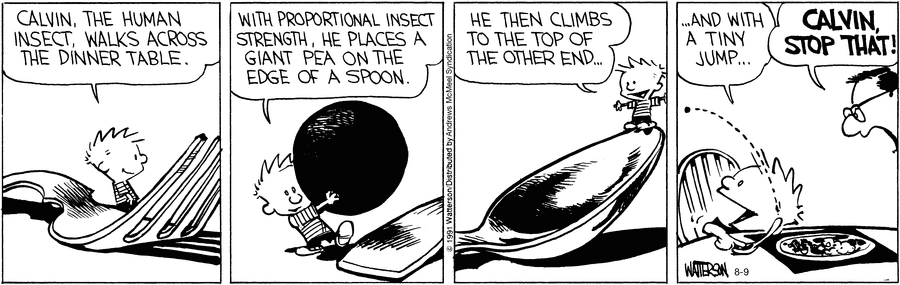 CALVIN, THE HUMAN
INSECT, WALKS ACROSS
THE DINNER TABLE.
WITH PROPORTIONAL INSECT
STRENGTH, HE PLACES A
GIANT PEA ON THE
EDGE OF A SPOON.
© 1991 Watterson/Distributed by Andrews McMeel Syndication
HE THEN CLIMBS
TO THE TOP OF
THE OTHER END...
...AND WITH
A TINY
JUMP...
CALVIN,
STOP THAT!
WATTERSON 8-9